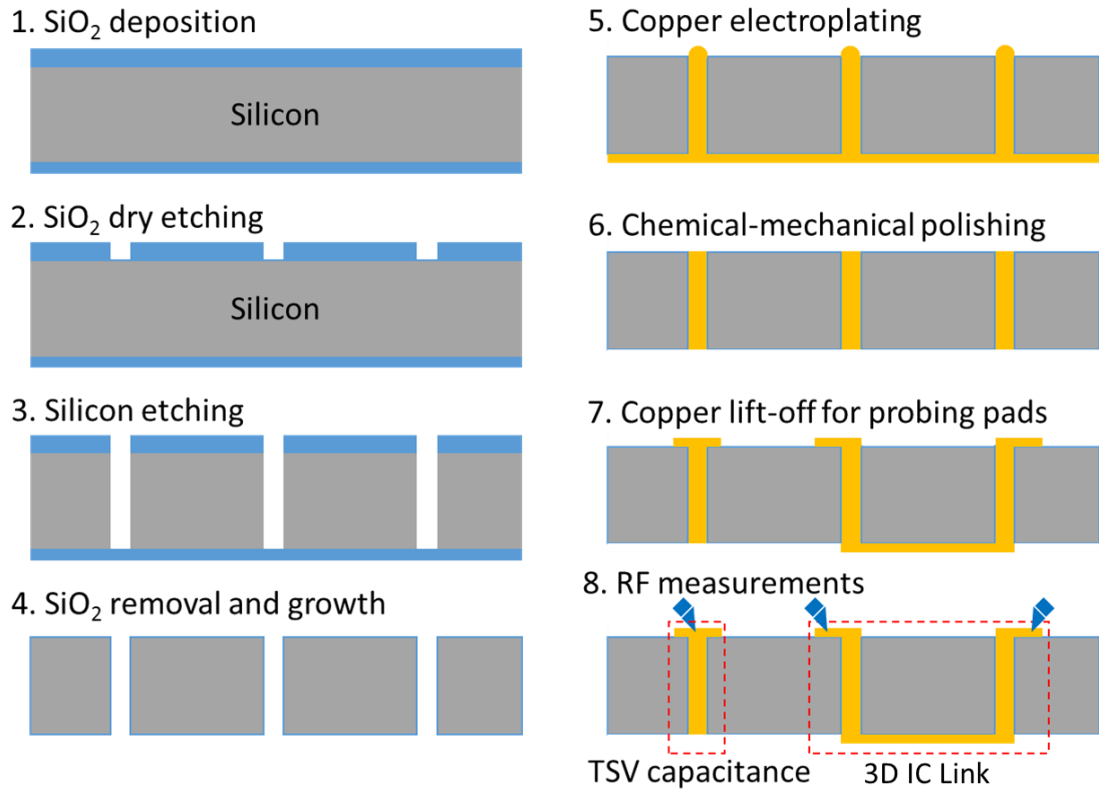 1. SiO₂ deposition
Silicon
2. SiO₂ dry etching
Silicon
3. Silicon etching
4. SiO₂ removal and growth
5. Copper electroplating
6. Chemical-mechanical polishing
7. Copper lift-off for probing pads
8. RF measurements
TSV capacitance
3D IC Link